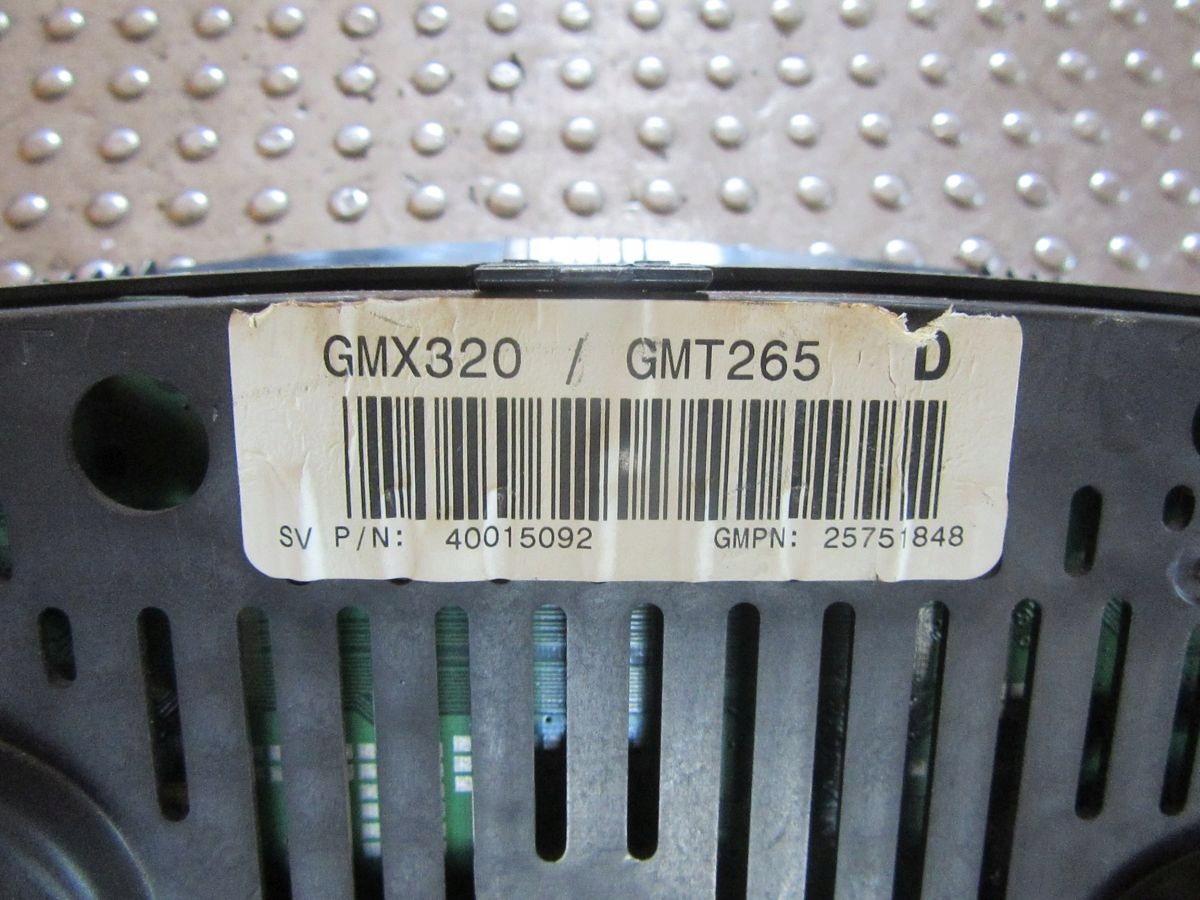 GMX320 / GMT265 D
SV P/N: 40015092 GMPN: 25751848